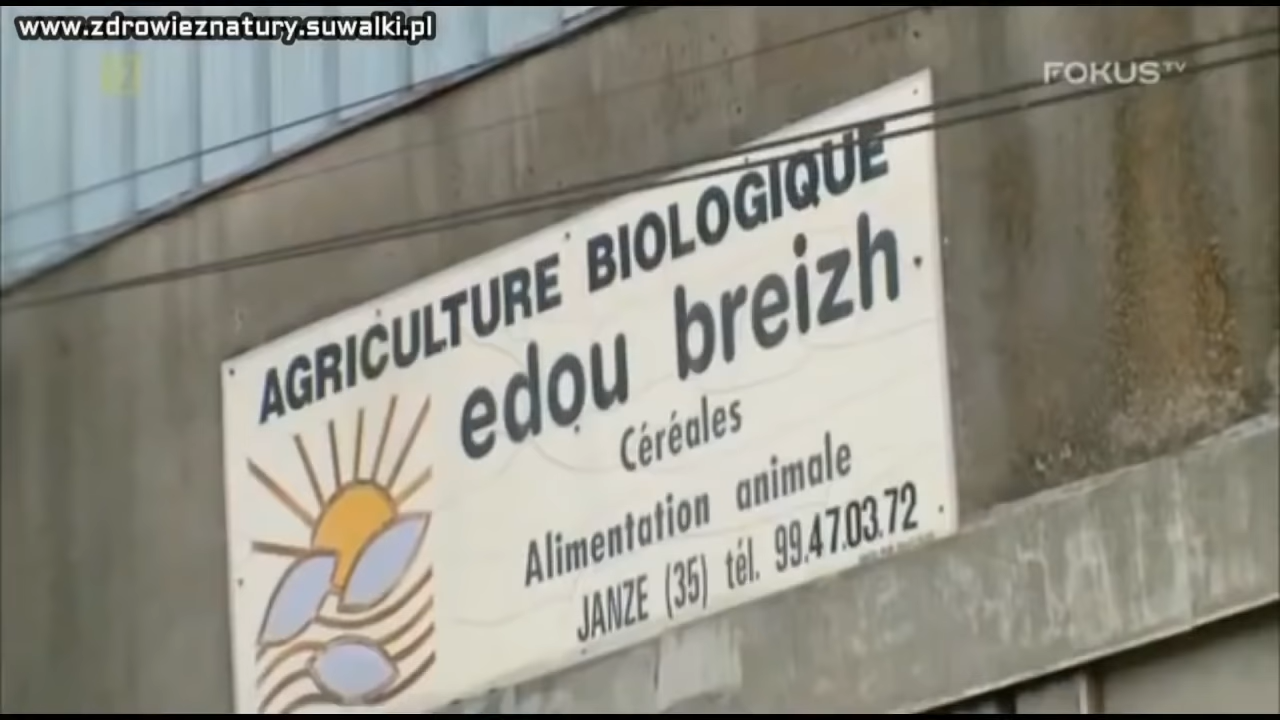 www.zdrowieznatury.suwalki.pl
FOKUS TV
AGRICULTURE BIOLOGIQUE
edou breizh
Céréales
Alimentation animale
JANZE (35) tél. 99.47.03.72